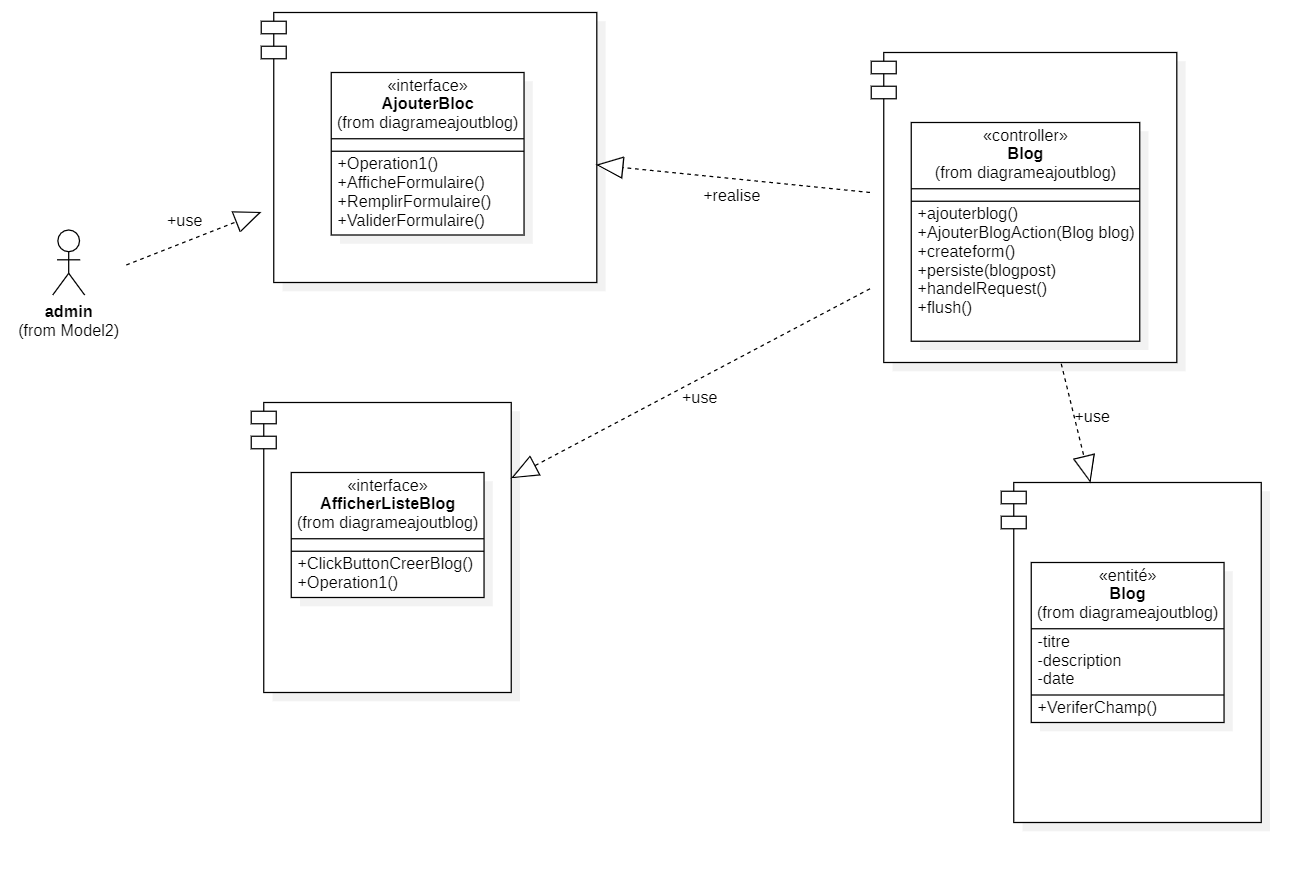 «interface»
AjouterBloc
(from diagrameajoutblog)
+Operation1()
+AfficheFormulaire()
+RemplirFormulaire()
+ValiderFormulaire()
«controller»
Blog
(from diagrameajoutblog)
+ajouterblog()
+AjouterBlogAction(Blog blog)
+createform()
+persiste(blogpost)
+handelRequest()
+flush()
+realise
+use
admin
(from Model2)
+use
+use
«interface»
AfficherListeBlog
(from diagrameajoutblog)
+ClickButtonCreerBlog()
+Operation1()
«entité»
Blog
(from diagrameajoutblog)
-titre
-description
-date
+VeriferChamp()